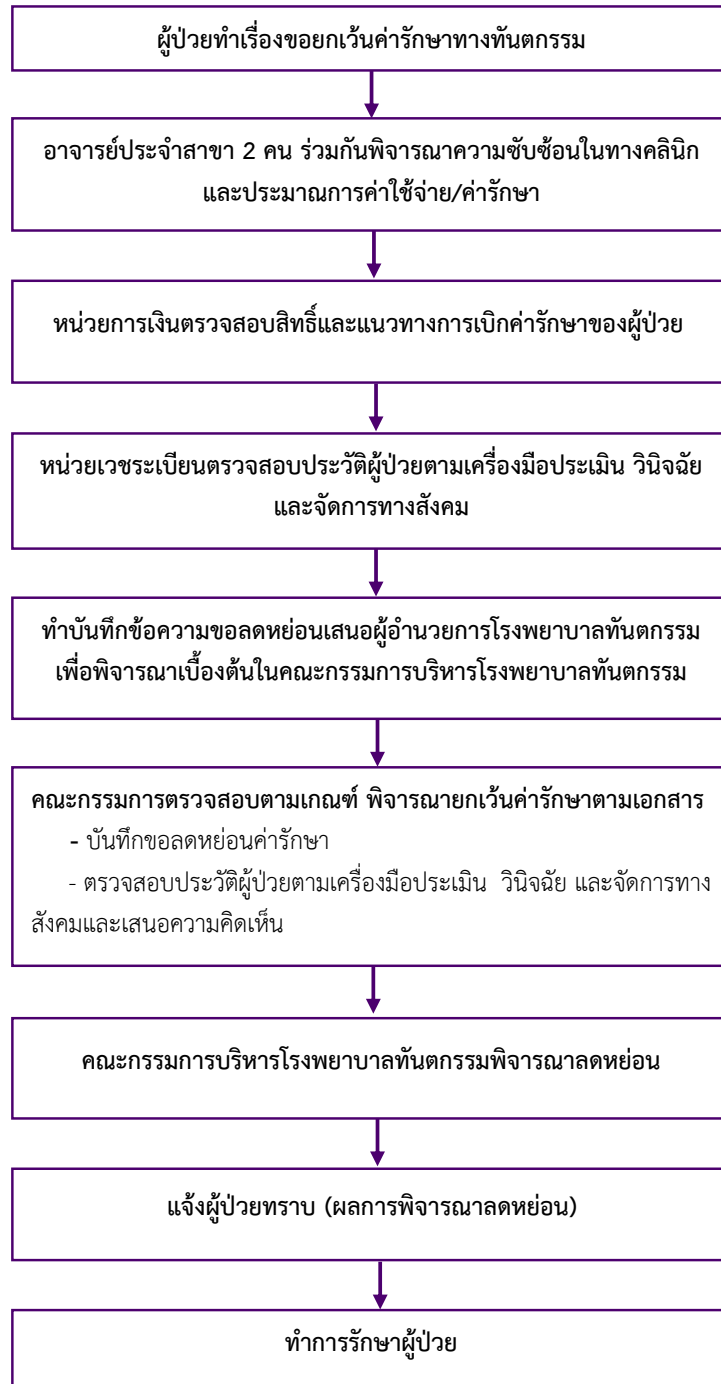 ผู้ป่วยทำเรื่องขอยกเว้นค่ารักษาทางทันตกรรม
อาจารย์ประจำสาขา 2 คน ร่วมกันพิจารณาความซับซ้อนในทางคลินิก
และประมาณการค่าใช้จ่าย/ค่ารักษา
หน่วยการเงินตรวจสอบสิทธิ์และแนวทางการเบิกค่ารักษาของผู้ป่วย
หน่วยเวชระเบียนตรวจสอบประวัติผู้ป่วยตามเครื่องมือประเมิน วินิจฉัย
และจัดการทางสังคม
ทำบันทึกข้อความขอลดหย่อนเสนอผู้อำนวยการโรงพยาบาลทันตกรรม
เพื่อพิจารณาเบื้องต้นในคณะกรรมการบริหารโรงพยาบาลทันตกรรม
คณะกรรมการตรวจสอบตามเกณฑ์ พิจารณายกเว้นค่ารักษาตามเอกสาร
- บันทึกขอลดหย่อนค่ารักษา
- ตรวจสอบประวัติผู้ป่วยตามเครื่องมือประเมิน วินิจฉัย และจัดการทาง
สังคมและเสนอความคิดเห็น
คณะกรรมการบริหารโรงพยาบาลทันตกรรมพิจารณาลดหย่อน
แจ้งผู้ป่วยทราบ (ผลการพิจารณาลดหย่อน)
ทำการรักษาผู้ป่วย